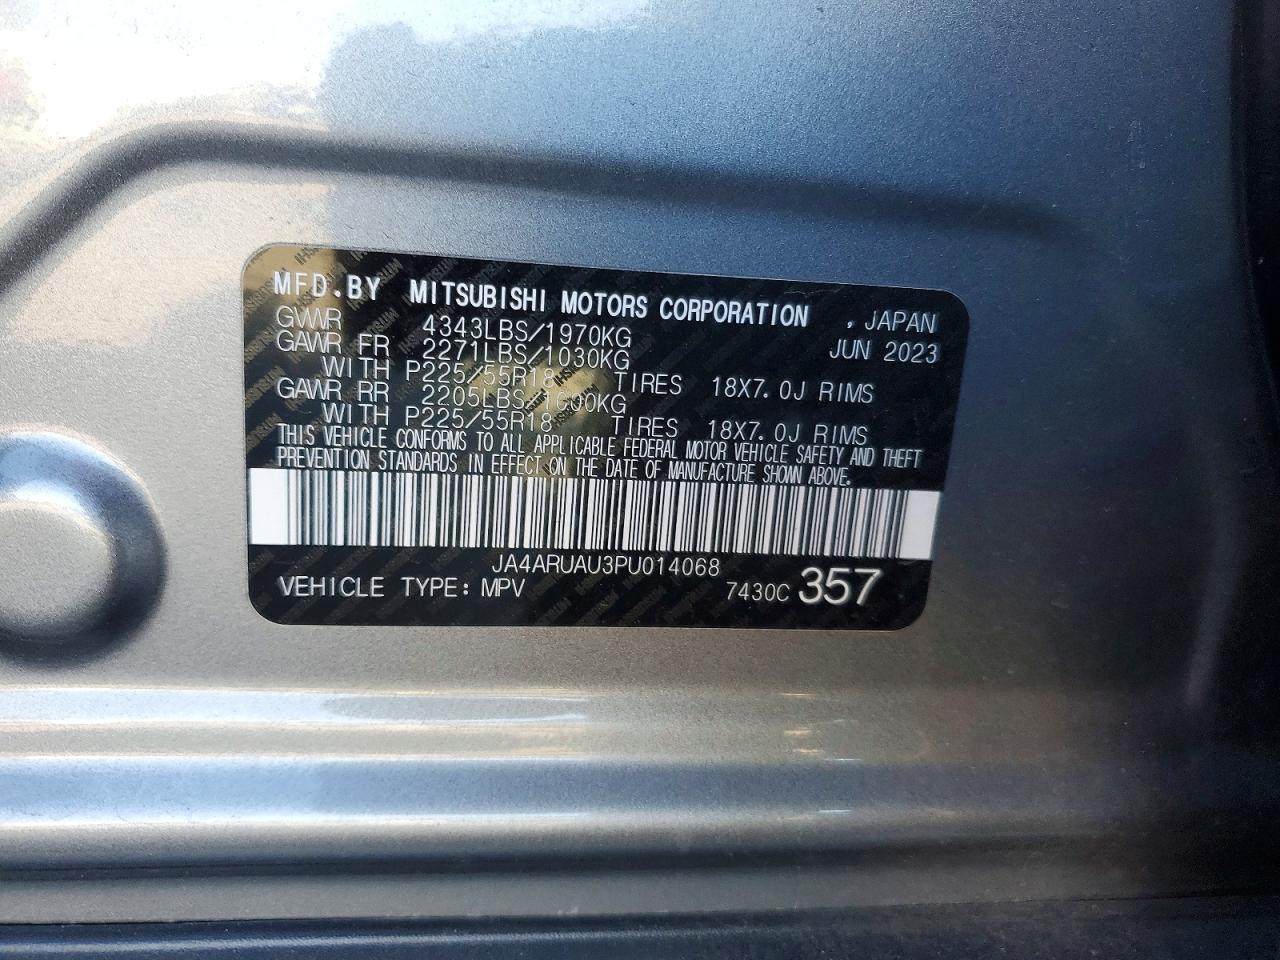 MFD.BY MITSUBISHI MOTORS CORPORATION , JAPAN
GVWR 4343LBS/1970KG JUN 2023
GAWR FR 2271LBS/1030KG
WITH P225/55R18 TIRES 18X7.0J RIMS
GAWR RR 2205LBS/1000KG
WITH P225/55R18 TIRES 18X7.0J RIMS
THIS VEHICLE CONFORMS TO ALL APPLICABLE FEDERAL MOTOR VEHICLE SAFETY AND THEFT
PREVENTION STANDARDS IN EFFECT ON THE DATE OF MANUFACTURE SHOWN ABOVE.
JA4ARUAU3PU014068
VEHICLE TYPE: MPV 7430C 357